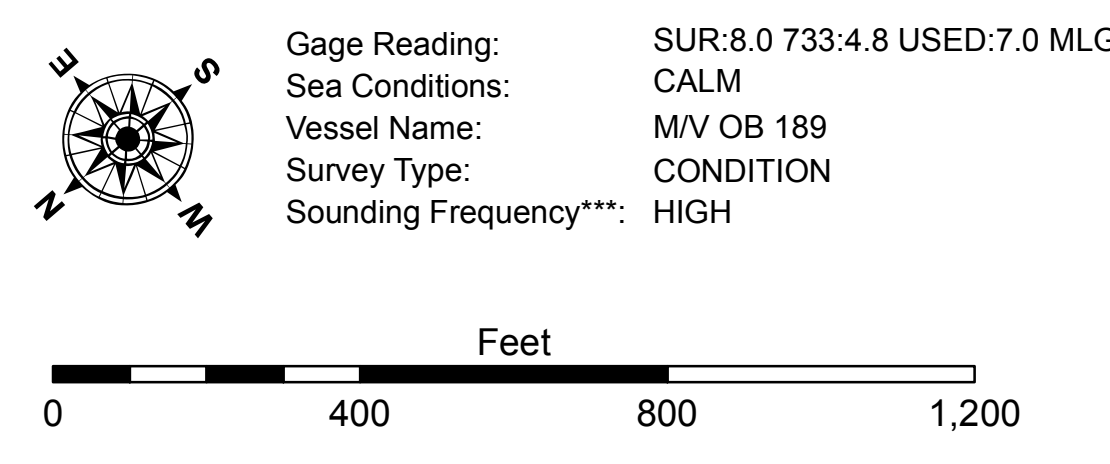 E S
N W
Gage Reading: SUR:8.0 733:4.8 USED:7.0 MLG
Sea Conditions: CALM
Vessel Name: M/V OB 189
Survey Type: CONDITION
Sounding Frequency***: HIGH
Feet
0 400 800 1,200